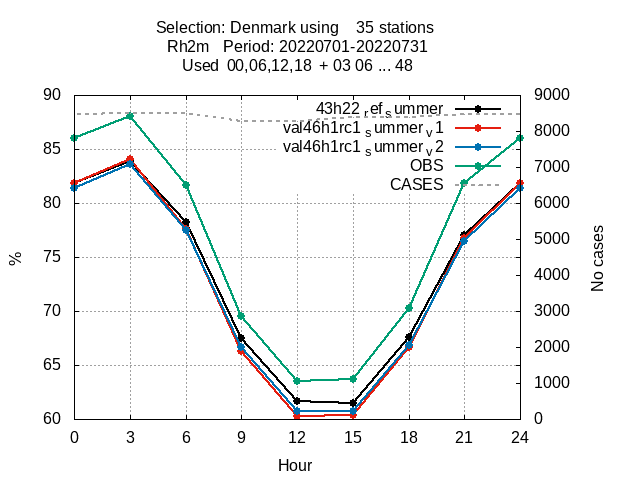 Selection: Denmark using    35 stations
Rh2m   Period: 20220701-20220731
Used  00,06,12,18  + 03 06 ... 48
90
85
80
75
70
65
60
%
9000
8000
7000
6000
5000
4000
3000
2000
1000
0
No cases
43h22 ref summer
val46h1rc1 summer v1
val46h1rc1 summer v2
OBS
CASES
0 3 6 9 12 15 18 21 24
Hour